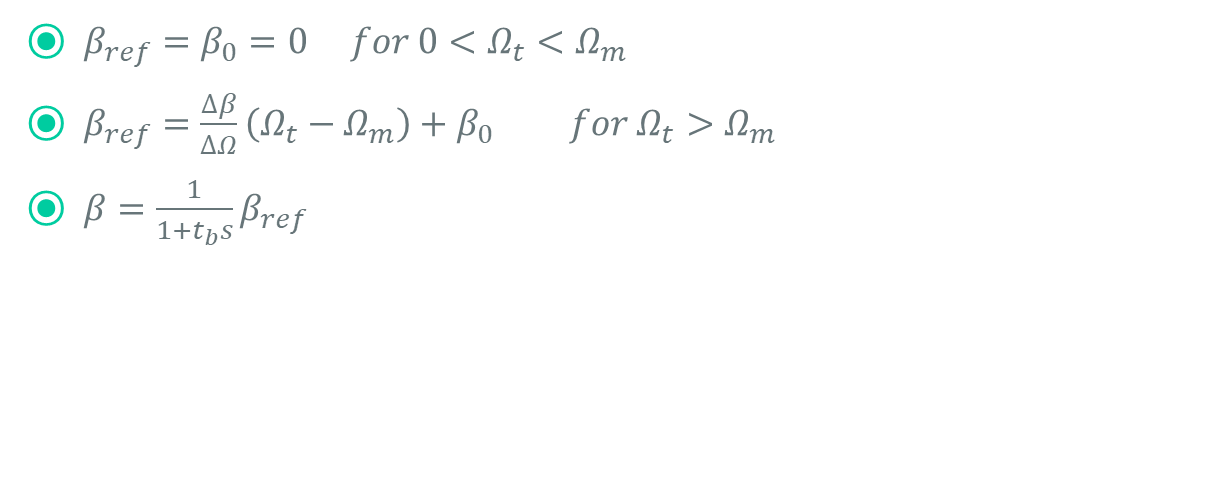 β_ref = β_0 = 0 for 0 < Ω_t < Ω_m
β_ref = Δβ/ΔΩ (Ω_t − Ω_m) + β_0 for Ω_t > Ω_m
β = 1/(1+t_b s) β_ref